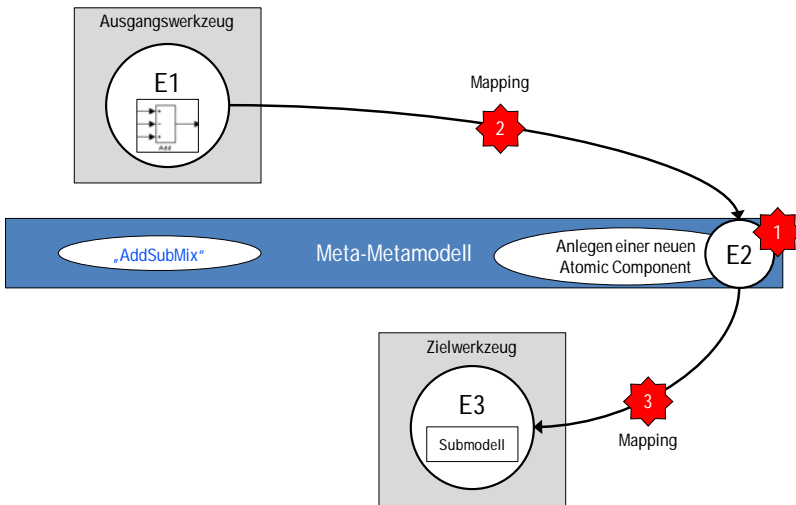 Ausgangswerkzeug
E1
+
-
+
Add
Mapping
2
1
„AddSubMix“
Meta-Metamodell
Anlegen einer neuen
Atomic Component
E2
Zielwerkzeug
E3
Submodell
3
Mapping